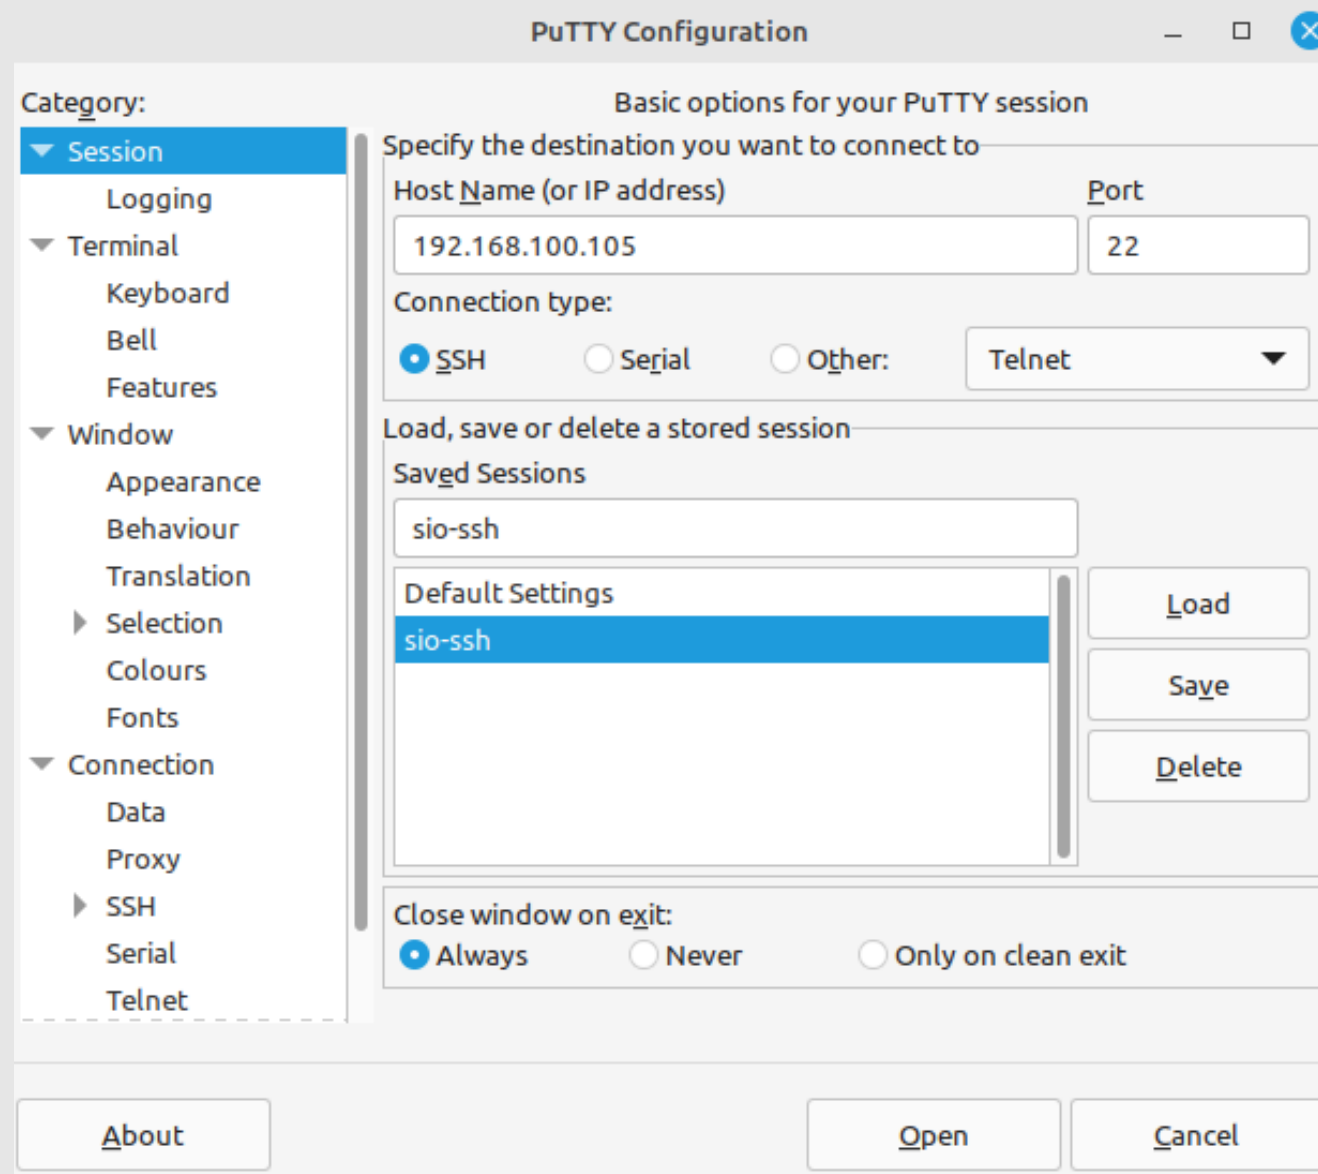 PuTTY Configuration
Category:
Session
Logging
Terminal
Keyboard
Bell
Features
Window
Appearance
Behaviour
Translation
Selection
Colours
Fonts
Connection
Data
Proxy
SSH
Serial
Telnet
Basic options for your PuTTY session
Specify the destination you want to connect to
Host Name (or IP address) Port
192.168.100.105 22
Connection type:
SSH Serial Other: Telnet
Load, save or delete a stored session
Saved Sessions
sio-ssh
Default Settings
sio-ssh
Load
Save
Delete
Close window on exit:
Always Never Only on clean exit
About Open Cancel